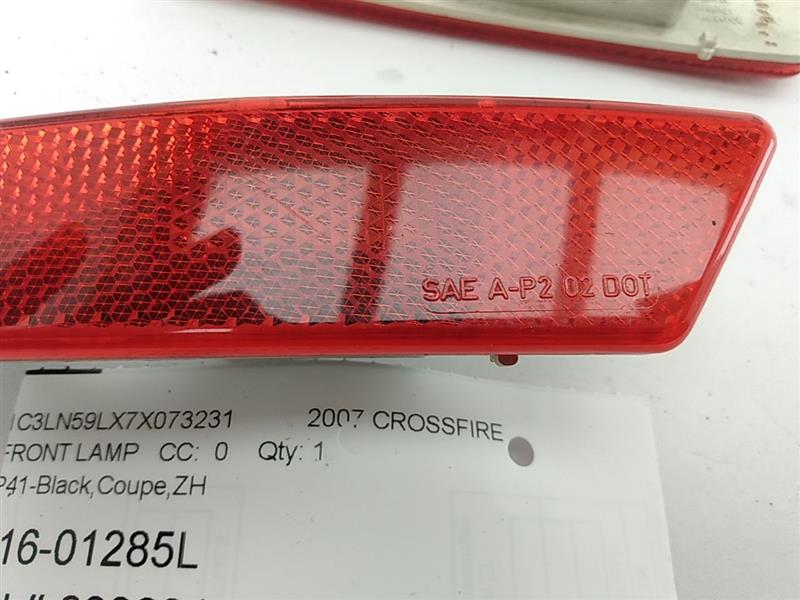 SAE A-P2 02 DOT
1C3LN59LX7X073231 2007 CROSSFIRE
FRONT LAMP CC: 0 Qty: 1
P41-Black,Coupe,ZH
16-01285L